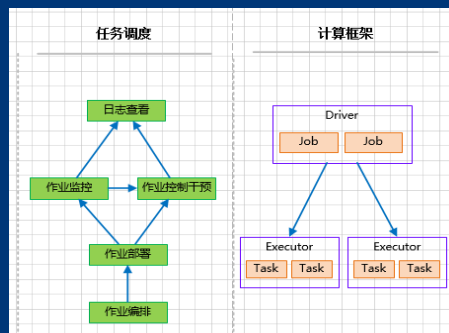 任务调度
计算框架
日志查看
作业监控
作业控制干预
作业部署
作业编排
Driver
Job Job
Executor Executor
Task Task Task Task